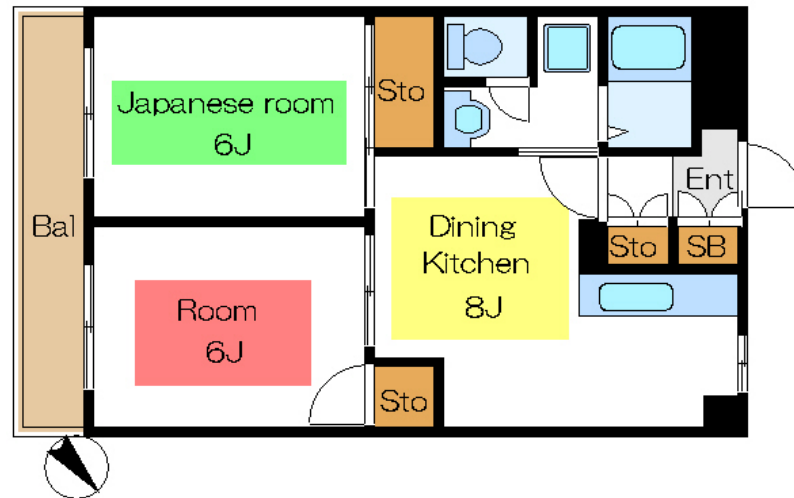 Japanese room
6J
Sto
Ent
Bal
Dining
Kitchen
8J
Sto
SB
Room
6J
Sto